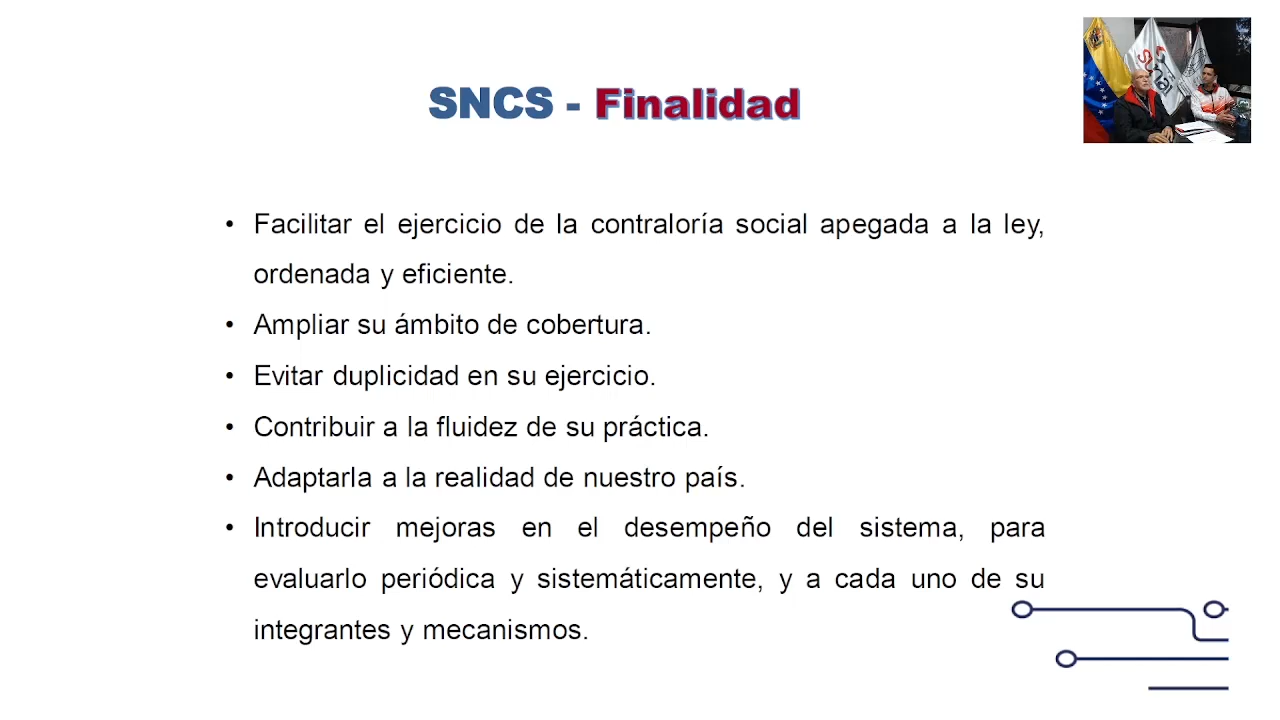 SNCS - Finalidad
• Facilitar el ejercicio de la contraloría social apegada a la ley,
ordenada y eficiente.
• Ampliar su ámbito de cobertura.
• Evitar duplicidad en su ejercicio.
• Contribuir a la fluidez de su práctica.
• Adaptarla a la realidad de nuestro país.
• Introducir mejoras en el desempeño del sistema, para
evaluarlo periódica y sistemáticamente, y a cada uno de su
integrantes y mecanismos.